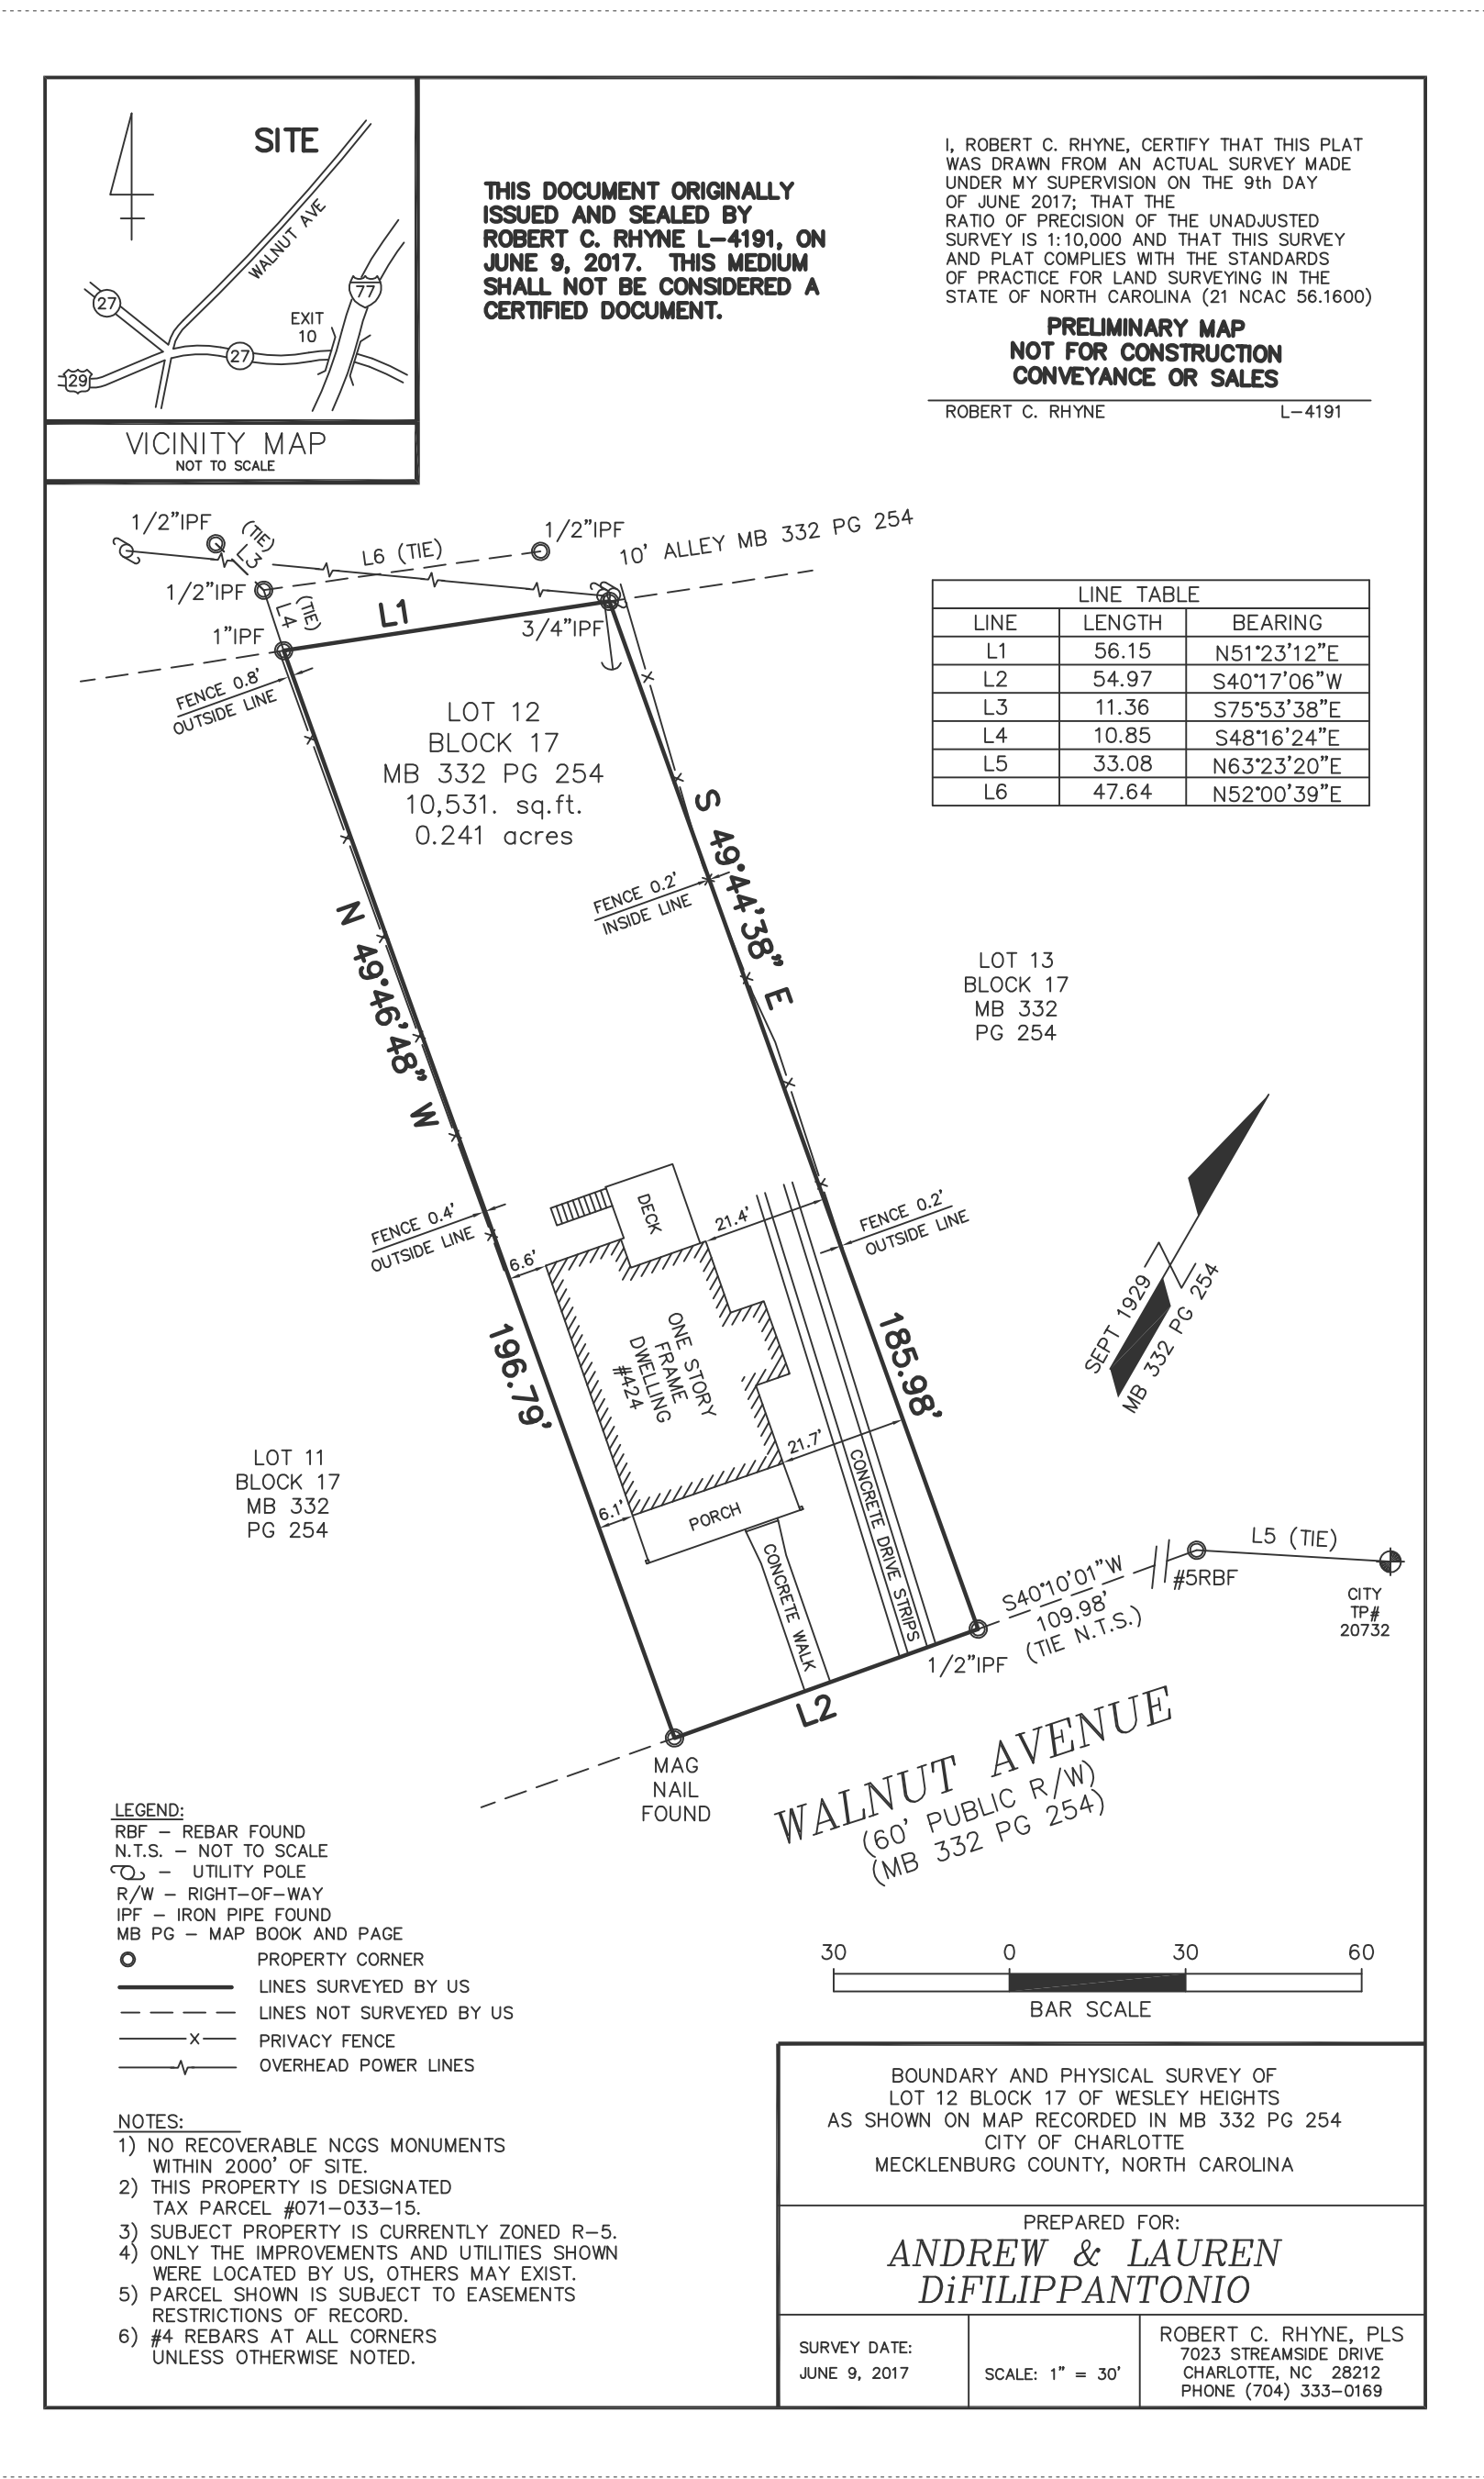 SITE
WALNUT AVE
27
77
EXIT
10
27
29
VICINITY MAP
NOT TO SCALE
THIS DOCUMENT ORIGINALLY
ISSUED AND SEALED BY
ROBERT C. RHYNE L-4191, ON
JUNE 9, 2017. THIS MEDIUM
SHALL NOT BE CONSIDERED A
CERTIFIED DOCUMENT.
I, ROBERT C. RHYNE, CERTIFY THAT THIS PLAT
WAS DRAWN FROM AN ACTUAL SURVEY MADE
UNDER MY SUPERVISION ON THE 9th DAY
OF JUNE 2017; THAT THE
RATIO OF PRECISION OF THE UNADJUSTED
SURVEY IS 1:10,000 AND THAT THIS SURVEY
AND PLAT COMPLIES WITH THE STANDARDS
OF PRACTICE FOR LAND SURVEYING IN THE
STATE OF NORTH CAROLINA (21 NCAC 56.1600)
PRELIMINARY MAP
NOT FOR CONSTRUCTION
CONVEYANCE OR SALES
ROBERT C. RHYNE L-4191
1/2"IPF
(TIE)
L3
L6 (TIE)
1/2"IPF
10' ALLEY MB 332 PG 254
1/2"IPF
L4
(TIE)
L1
3/4"IPF
1"IPF
FENCE 0.8'
OUTSIDE LINE
LINE TABLE
LINE LENGTH BEARING
L1 56.15 N51°23'12"E
L2 54.97 S40°17'06"W
L3 11.36 S75°53'38"E
L4 10.85 S48°16'24"E
L5 33.08 N63°23'20"E
L6 47.64 N52°00'39"E
LOT 12
BLOCK 17
MB 332 PG 254
10,531. sq.ft.
0.241 acres
S 49°44'38" E
FENCE 0.2'
INSIDE LINE
N 49°46'48" W
LOT 13
BLOCK 17
MB 332
PG 254
DECK
21.4'
FENCE 0.2'
OUTSIDE LINE
FENCE 0.4'
OUTSIDE LINE
6.6'
SEPT 1929
MB 332 PG 254
ONE STORY
FRAME
DWELLING
#424
196.79'
185.98'
21.7'
LOT 11
BLOCK 17
MB 332
PG 254
6.1'
PORCH
CONCRETE DRIVE STRIPS
CONCRETE WALK
S40°10'01"W
109.98'
(TIE N.T.S.)
#5RBF
L5 (TIE)
CITY
TP#
20732
1/2"IPF
L2
MAG
NAIL
FOUND
WALNUT AVENUE
(60' PUBLIC R/W)
(MB 332 PG 254)
LEGEND:
RBF - REBAR FOUND
N.T.S. - NOT TO SCALE
- UTILITY POLE
R/W - RIGHT-OF-WAY
IPF - IRON PIPE FOUND
MB PG - MAP BOOK AND PAGE
PROPERTY CORNER
LINES SURVEYED BY US
LINES NOT SURVEYED BY US
X PRIVACY FENCE
OVERHEAD POWER LINES
30 0 30 60
BAR SCALE
NOTES:
1) NO RECOVERABLE NCGS MONUMENTS
WITHIN 2000' OF SITE.
2) THIS PROPERTY IS DESIGNATED
TAX PARCEL #071-033-15.
3) SUBJECT PROPERTY IS CURRENTLY ZONED R-5.
4) ONLY THE IMPROVEMENTS AND UTILITIES SHOWN
WERE LOCATED BY US, OTHERS MAY EXIST.
5) PARCEL SHOWN IS SUBJECT TO EASEMENTS
RESTRICTIONS OF RECORD.
6) #4 REBARS AT ALL CORNERS
UNLESS OTHERWISE NOTED.
BOUNDARY AND PHYSICAL SURVEY OF
LOT 12 BLOCK 17 OF WESLEY HEIGHTS
AS SHOWN ON MAP RECORDED IN MB 332 PG 254
CITY OF CHARLOTTE
MECKLENBURG COUNTY, NORTH CAROLINA
PREPARED FOR:
ANDREW & LAUREN
DiFILIPPANTONIO
SURVEY DATE:
JUNE 9, 2017
SCALE: 1" = 30'
ROBERT C. RHYNE, PLS
7023 STREAMSIDE DRIVE
CHARLOTTE, NC 28212
PHONE (704) 333-0169